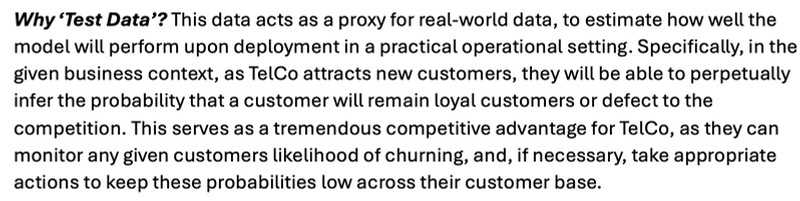 Why ‘Test Data’? This data acts as a proxy for real-world data, to estimate how well the
model will perform upon deployment in a practical operational setting. Specifically, in the
given business context, as TelCo attracts new customers, they will be able to perpetually
infer the probability that a customer will remain loyal customers or defect to the
competition. This serves as a tremendous competitive advantage for TelCo, as they can
monitor any given customers likelihood of churning, and, if necessary, take appropriate
actions to keep these probabilities low across their customer base.